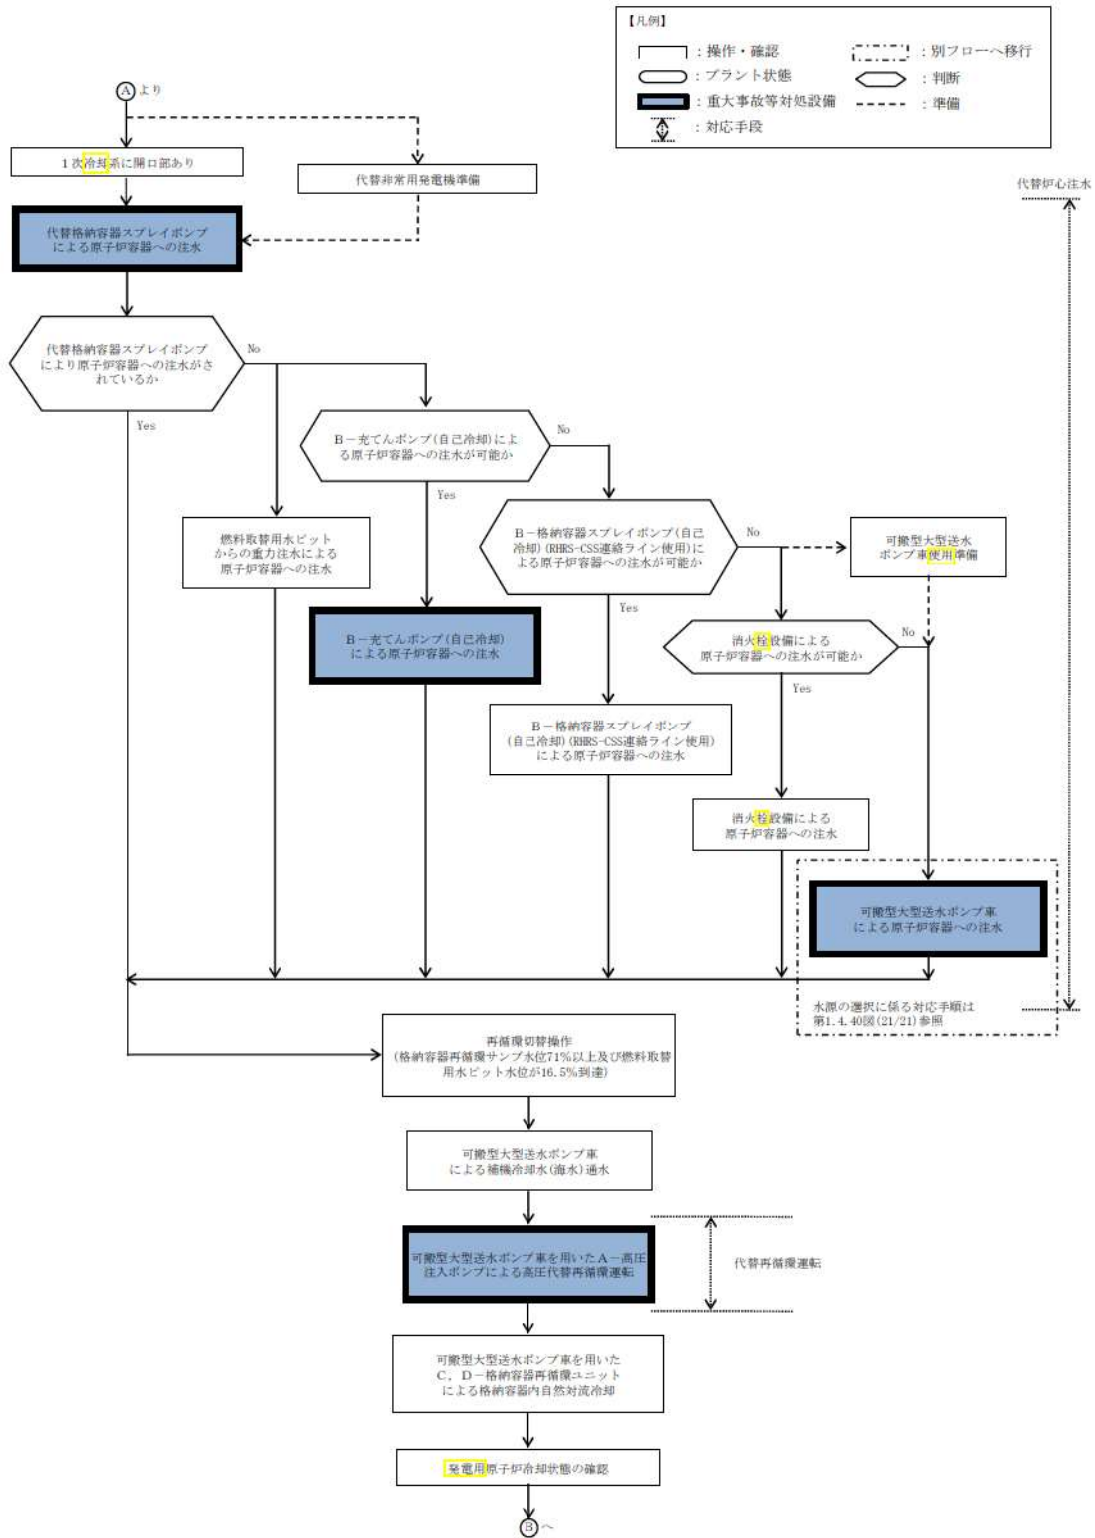 【凡例】
：操作・確認
：別フローへ移行
：プラント状態
：判断
：重大事故等対処設備
：準備
：対応手段
Ⓐより
1次冷却系に開口部あり
代替非常用発電機準備
代替炉心注水
代替格納容器スプレイポンプ
による原子炉容器への注水
代替格納容器スプレイポンプ
により原子炉容器への注水がさ
れているか
No
Yes
B－充てんポンプ(自己冷却)によ
る原子炉容器への注水が可能か
No
Yes
燃料取替用水ピット
からの重力注水による
原子炉容器への注水
B－格納容器スプレイポンプ(自己
冷却)(RHRS-CSS連絡ライン使用)に
よる原子炉容器への注水が可能か
No
Yes
可搬型大型送水
ポンプ車使用準備
B－充てんポンプ(自己冷却)
による原子炉容器への注水
消火栓設備による
原子炉容器への注水が可能か
No
Yes
B－格納容器スプレイポンプ
(自己冷却)(RHRS-CSS連絡ライン使用)
による原子炉容器への注水
消火栓設備による
原子炉容器への注水
可搬型大型送水ポンプ車
による原子炉容器への注水
水源の選択に係る対応手順は
第1.4.40図(21/21)参照
再循環切替操作
(格納容器再循環サンプ水位71%以上及び燃料取替
用水ピット水位が16.5%到達)
可搬型大型送水ポンプ車
による補機冷却水(海水)通水
可搬型大型送水ポンプ車を用いたA－高圧
注入ポンプによる高圧代替再循環運転
代替再循環運転
可搬型大型送水ポンプ車を用いた
C，D－格納容器再循環ユニット
による格納容器内自然対流冷却
発電用原子炉冷却状態の確認
Ⓑへ